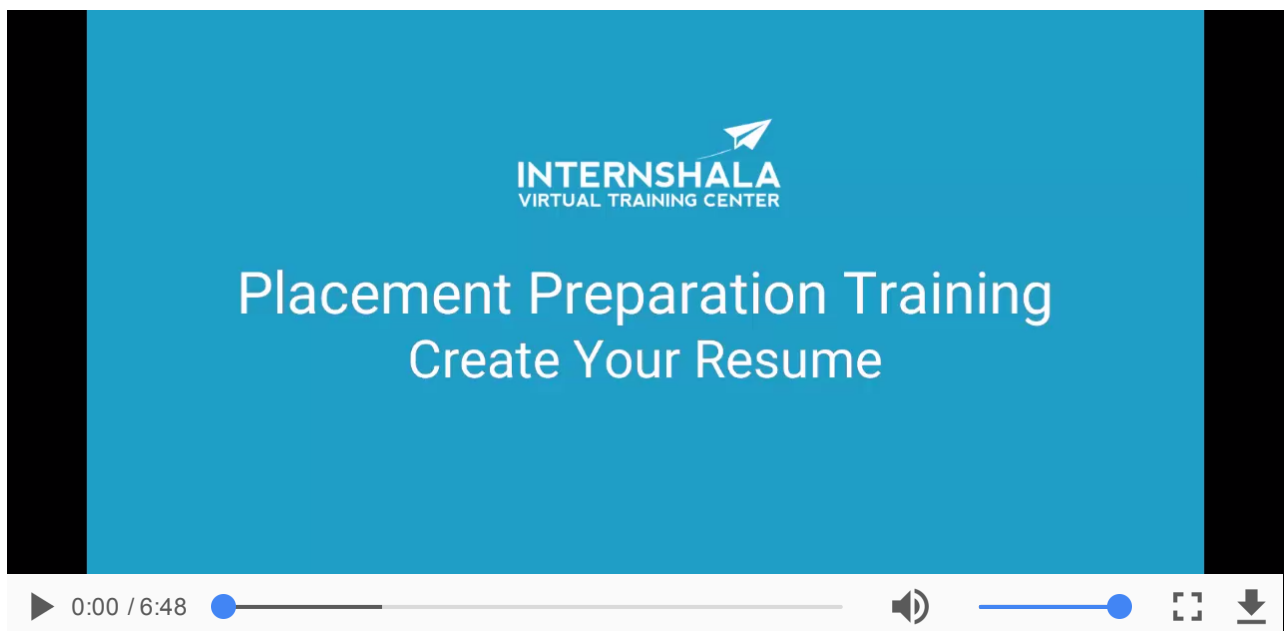 INTERNSHALA
VIRTUAL TRAINING CENTER
Placement Preparation Training
Create Your Resume
0:00 / 6:48